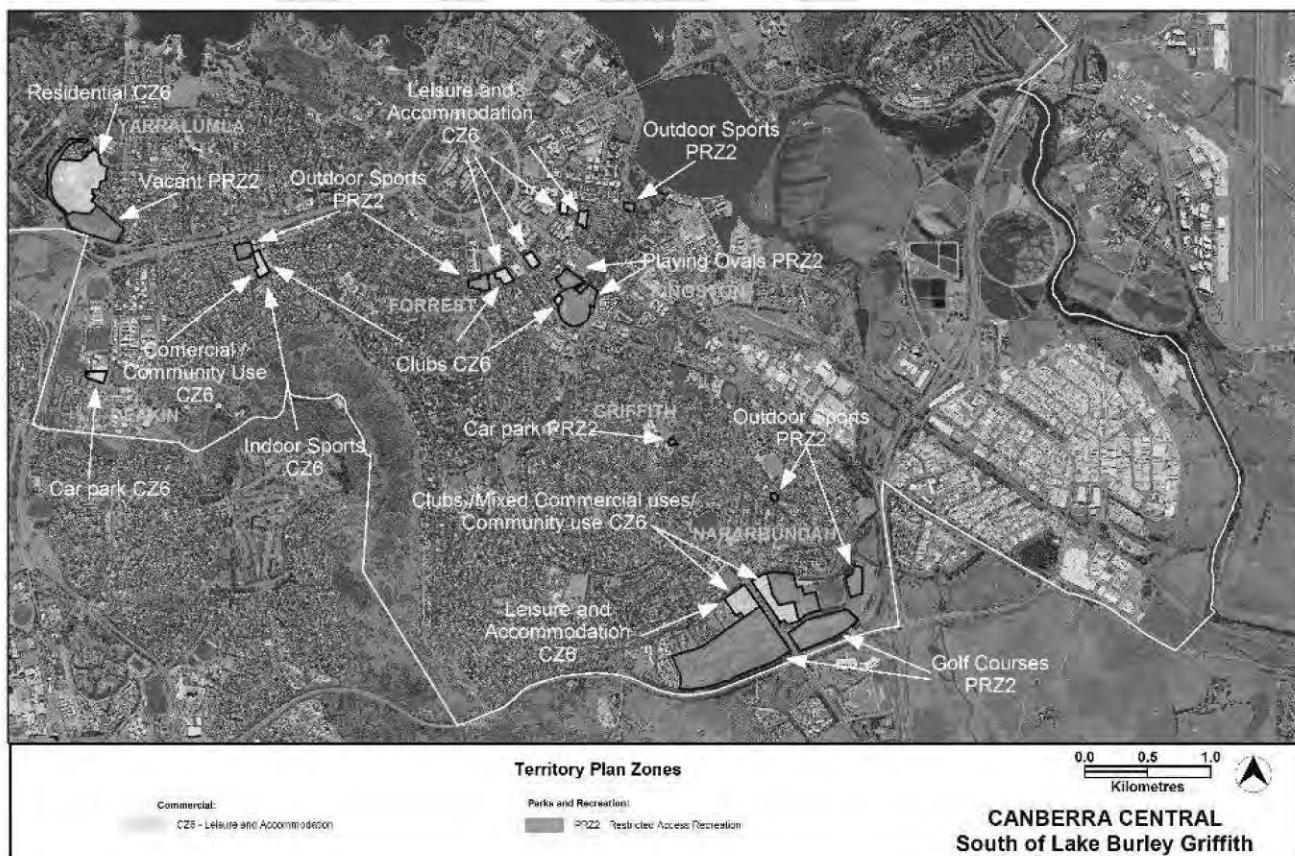 Residential CZ6
YARRALUMLA
Vacant PRZ2
Outdoor Sports
PRZ2
Leisure and
Accommodation
CZ6
Outdoor Sports
PRZ2
Playing Ovals PRZ2
FORREST
Clubs CZ6
Comercial /
Community Use
CZ6
DEAKIN
Indoor Sports
CZ6
Car park CZ6
GRIFFITH
Car park PRZ2
Outdoor Sports
PRZ2
Clubs /Mixed Commercial uses/
Community use CZ6
NARARBUNDAH
Leisure and
Accommodation
CZ6
Golf Courses
PRZ2
Territory Plan Zones
Commercial:
CZ6 - Leisure and Accommodation
Parks and Recreation:
PRZ2 Restricted Access Recreation
0.0 0.5 1.0
Kilometres
CANBERRA CENTRAL
South of Lake Burley Griffith